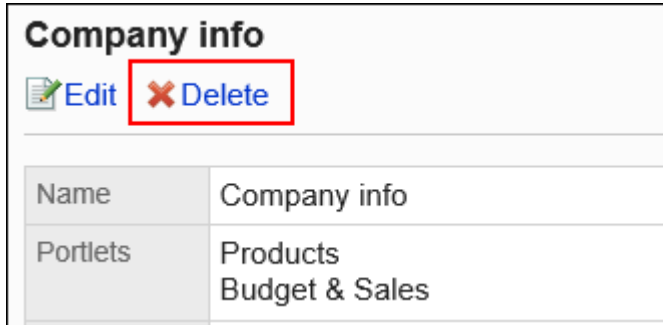 Company info
Edit Delete
Name Company info
Portlets Products
Budget & Sales